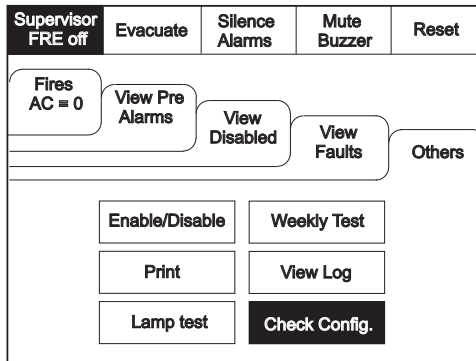 Supervisor
FRE off
Evacuate
Silence
Alarms
Mute
Buzzer
Reset
Fires
AC = 0
View Pre
Alarms
View
Disabled
View
Faults
Others
Enable/Disable
Weekly Test
Print
View Log
Lamp test
Check Config.